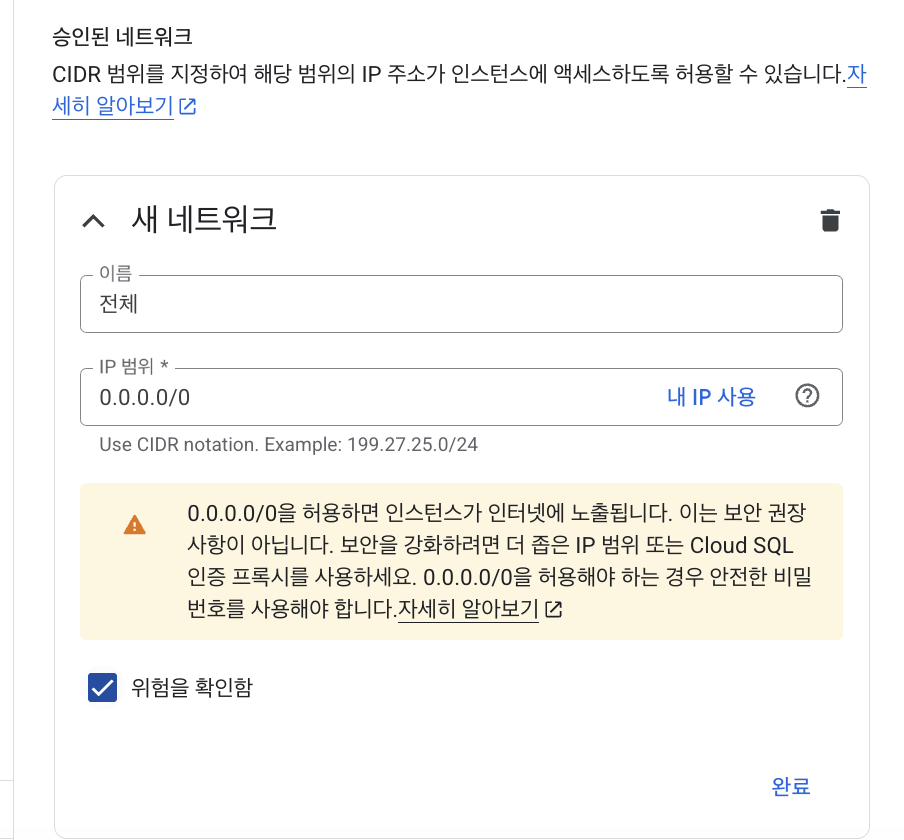 승인된 네트워크
CIDR 범위를 지정하여 해당 범위의 IP 주소가 인스턴스에 액세스하도록 허용할 수 있습니다.자
세히 알아보기
새 네트워크
이름
전체
IP 범위 *
0.0.0.0/0
내 IP 사용
Use CIDR notation. Example: 199.27.25.0/24
0.0.0.0/0을 허용하면 인스턴스가 인터넷에 노출됩니다. 이는 보안 권장
사항이 아닙니다. 보안을 강화하려면 더 좁은 IP 범위 또는 Cloud SQL
인증 프록시를 사용하세요. 0.0.0.0/0을 허용해야 하는 경우 안전한 비밀
번호를 사용해야 합니다.자세히 알아보기
위험을 확인함
완료